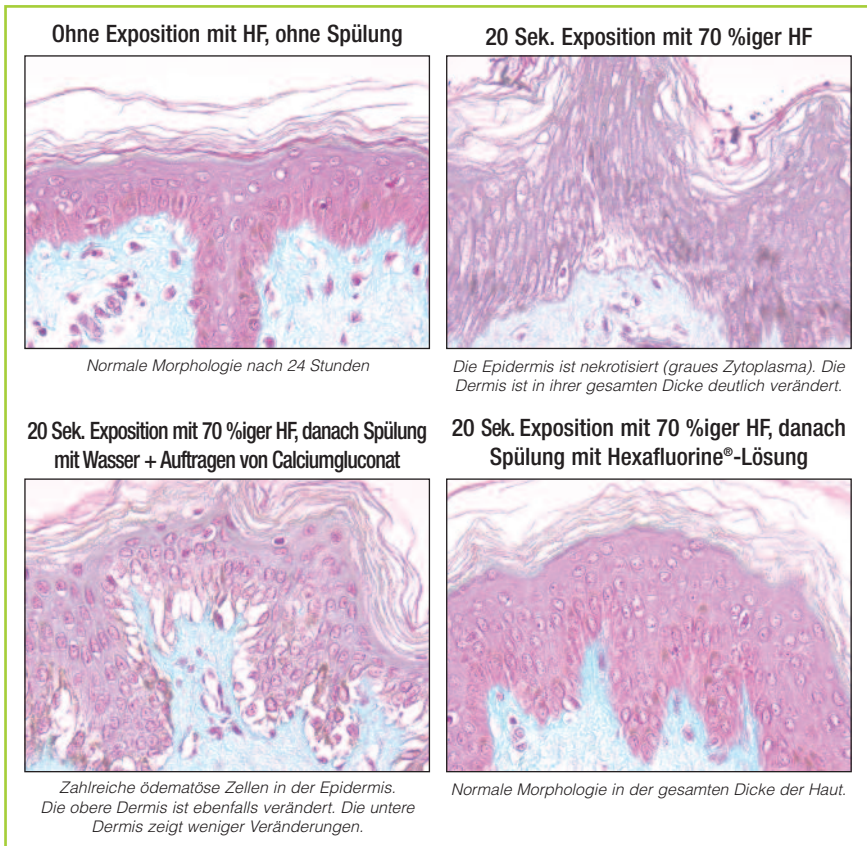 Ohne Exposition mit HF, ohne Spülung
Normale Morphologie nach 24 Stunden
20 Sek. Exposition mit 70 %iger HF
Die Epidermis ist nekrotisiert (graues Zytoplasma). Die
Dermis ist in ihrer gesamten Dicke deutlich verändert.
20 Sek. Exposition mit 70 %iger HF, danach Spülung
mit Wasser + Auftragen von Calciumgluconat
Zahlreiche ödematöse Zellen in der Epidermis.
Die obere Dermis ist ebenfalls verändert. Die untere
Dermis zeigt weniger Veränderungen.
20 Sek. Exposition mit 70 %iger HF, danach
Spülung mit Hexafluorine®-Lösung
Normale Morphologie in der gesamten Dicke der Haut.